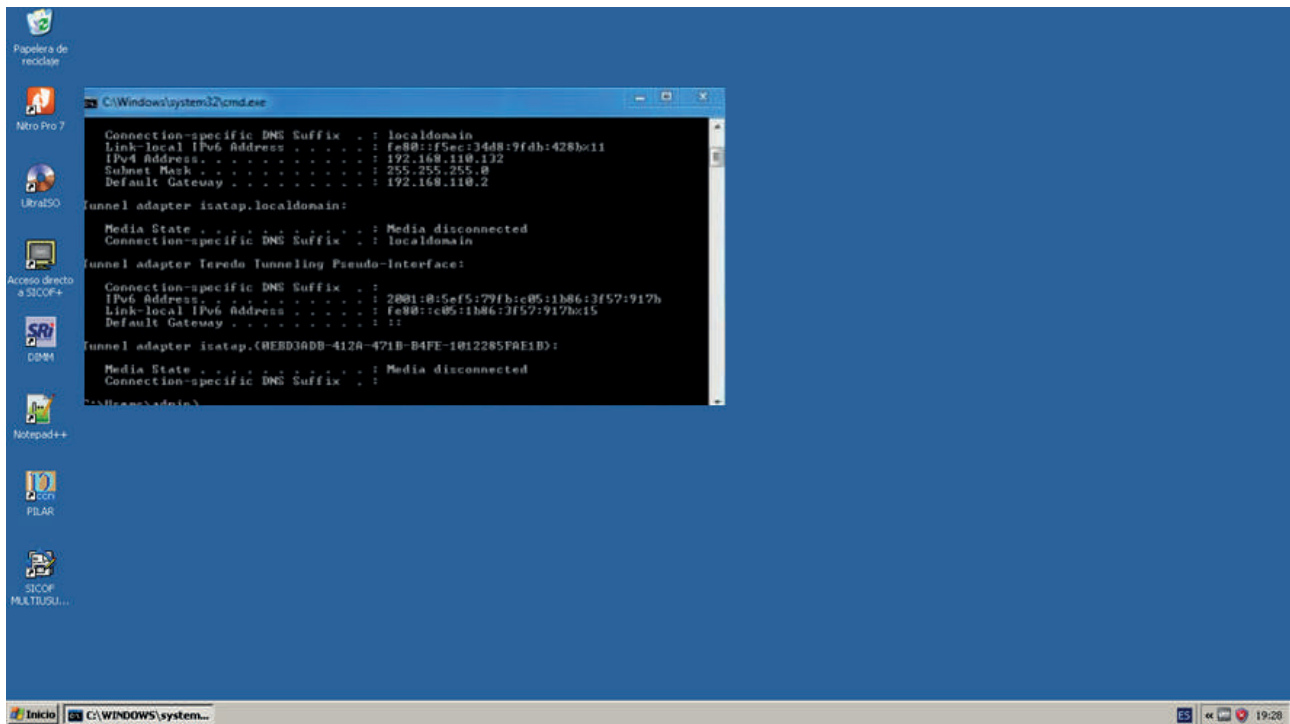 Papelera de
reciclaje
Nitro Pro 7
UltraISO
Acceso directo
a SICOF+
SRi
DIMM
Notepad++
ccn
PILAR
SICOF
MULTIUSU...
C:\Windows\system32\cmd.exe
Connection-specific DNS Suffix . : localdomain
Link-local IPv6 Address . . . . . : fe80::f5ec:34d8:9fdb:428b%11
IPv4 Address. . . . . . . . . . . : 192.168.110.132
Subnet Mask . . . . . . . . . . . : 255.255.255.0
Default Gateway . . . . . . . . . : 192.168.110.2
Tunnel adapter isatap.localdomain:
Media State . . . . . . . . . . . : Media disconnected
Connection-specific DNS Suffix . : localdomain
Tunnel adapter Teredo Tunneling Pseudo-Interface:
Connection-specific DNS Suffix . :
IPv6 Address. . . . . . . . . . . : 2001:0:5ef5:79fb:c05:1b86:3f57:917b
Link-local IPv6 Address . . . . . : fe80::c05:1b86:3f57:917b%15
Default Gateway . . . . . . . . . : ::
Tunnel adapter isatap.{0EBD3ADB-412A-471B-B4FE-1012285FAE1B}:
Media State . . . . . . . . . . . : Media disconnected
Connection-specific DNS Suffix . :
C:\Users\admin>
Inicio
C:\WINDOWS\system...
ES
«
19:28